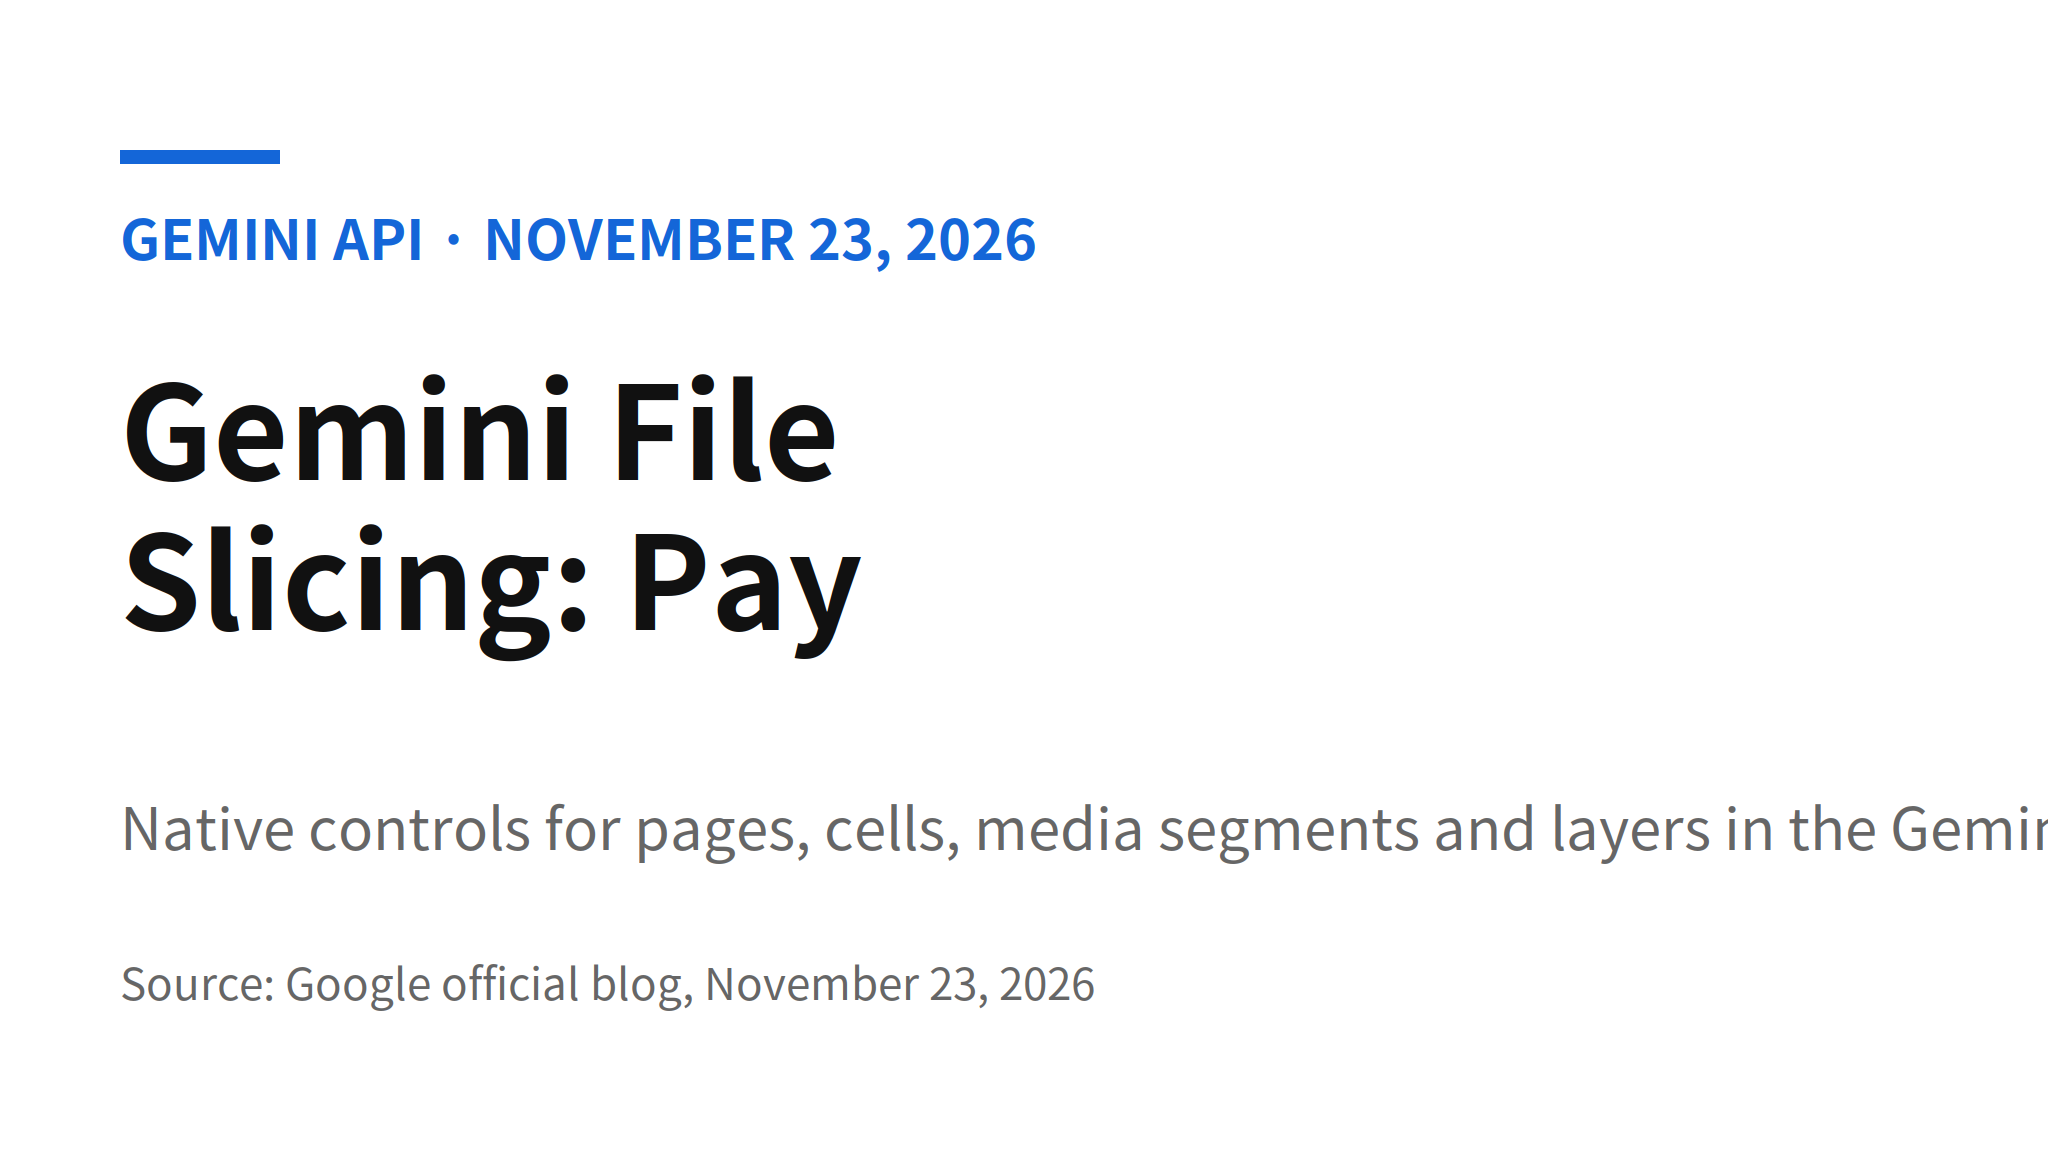 GEMINI API · NOVEMBER 23, 2026
Gemini File
Slicing: Pay
Native controls for pages, cells, media segments and layers in the
Source: Google official blog, November 23, 2026